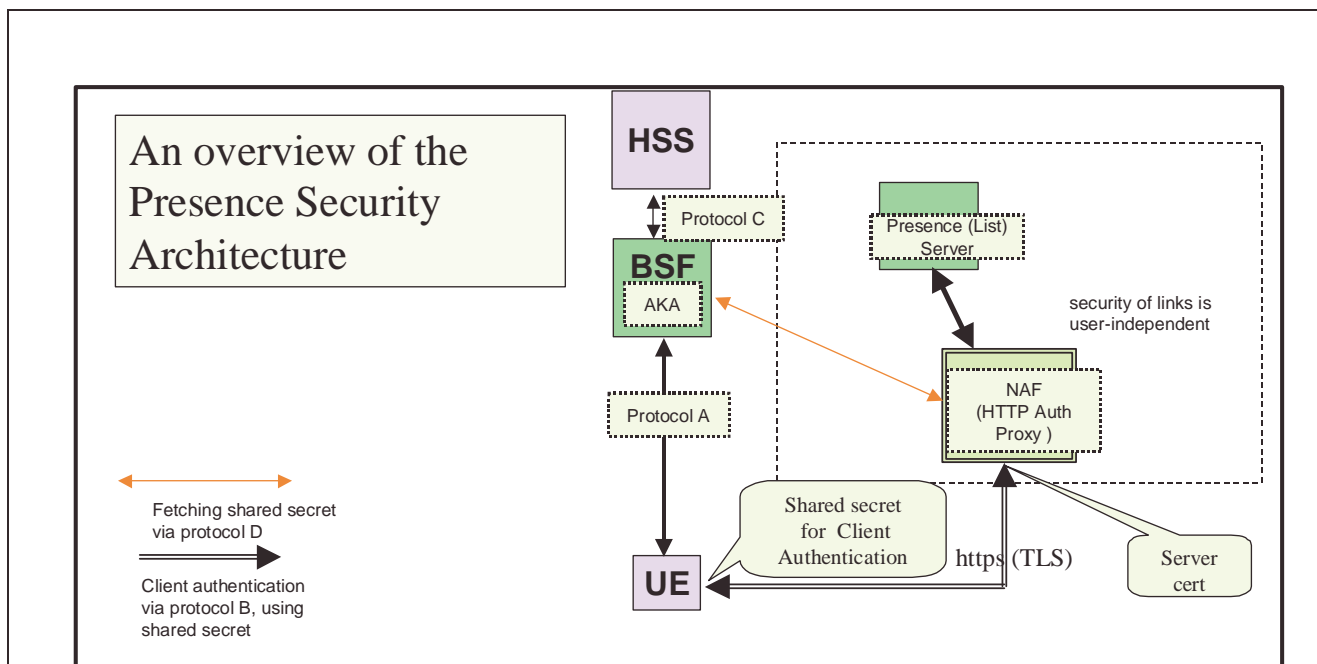 An overview of the
Presence Security
Architecture
HSS
Protocol C
BSF
AKA
Presence (List)
Server
security of links is
user-independent
NAF
(HTTP Auth
Proxy )
Protocol A
Fetching shared secret
via protocol D
Client authentication
via protocol B, using
shared secret
Shared secret
for Client
Authentication
https (TLS)
Server
cert
UE